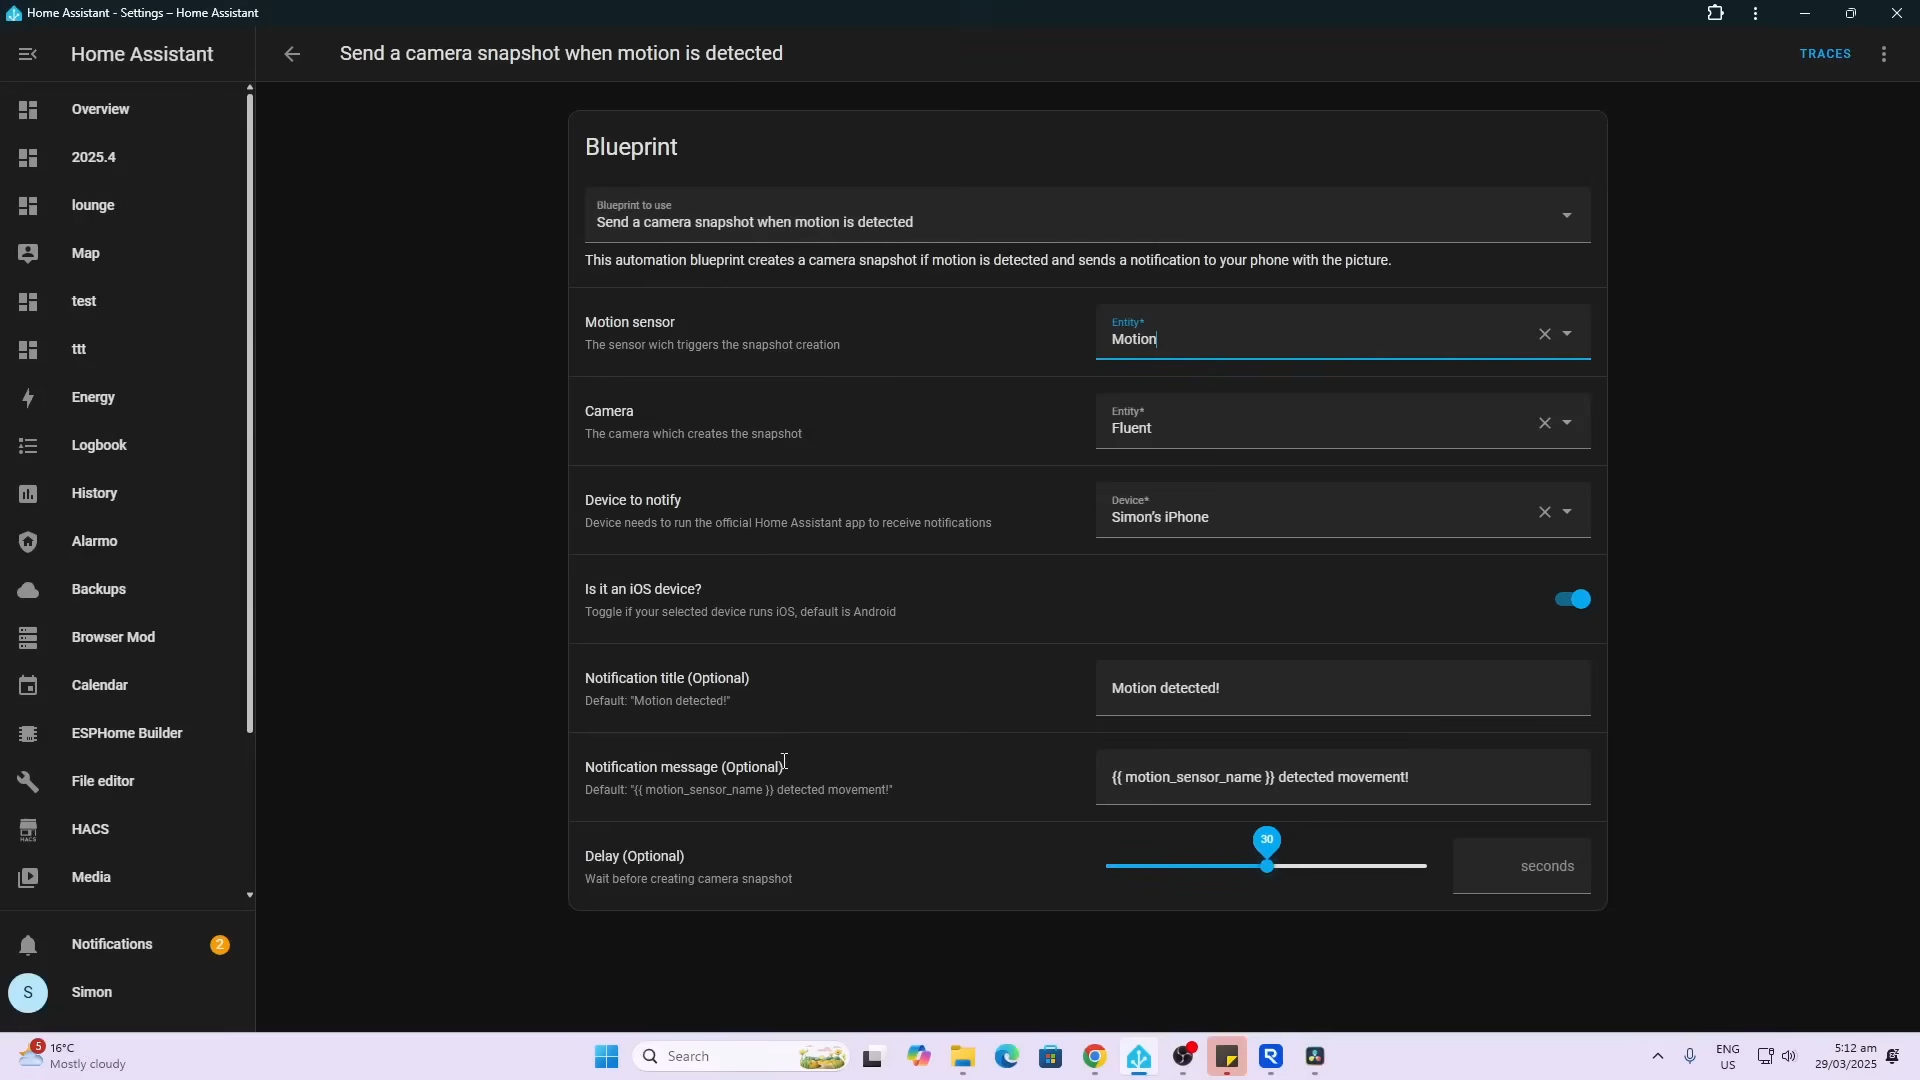 Home Assistant - Settings – Home Assistant
Home Assistant
Send a camera snapshot when motion is detected
TRACES
Overview
2025.4
lounge
Map
test
ttt
Energy
Logbook
History
Alarmo
Backups
Browser Mod
Calendar
ESPHome Builder
File editor
HACS
HACS
Media
Notifications
2
S
Simon
Blueprint
Blueprint to use
Send a camera snapshot when motion is detected
This automation blueprint creates a camera snapshot if motion is detected and sends a notification to your phone with the picture.
Motion sensor
The sensor wich triggers the snapshot creation
Entity*
Motion
Camera
The camera which creates the snapshot
Entity*
Fluent
Device to notify
Device needs to run the official Home Assistant app to receive notifications
Device*
Simon's iPhone
Is it an iOS device?
Toggle if your selected device runs iOS, default is Android
Notification title (Optional)
Default: "Motion detected!"
Motion detected!
Notification message (Optional)
Default: "{{ motion_sensor_name }} detected movement!"
{{ motion_sensor_name }} detected movement!
Delay (Optional)
Wait before creating camera snapshot
30
seconds
5
16°C
Mostly cloudy
Search
R
ENG
US
5:12 am
29/03/2025